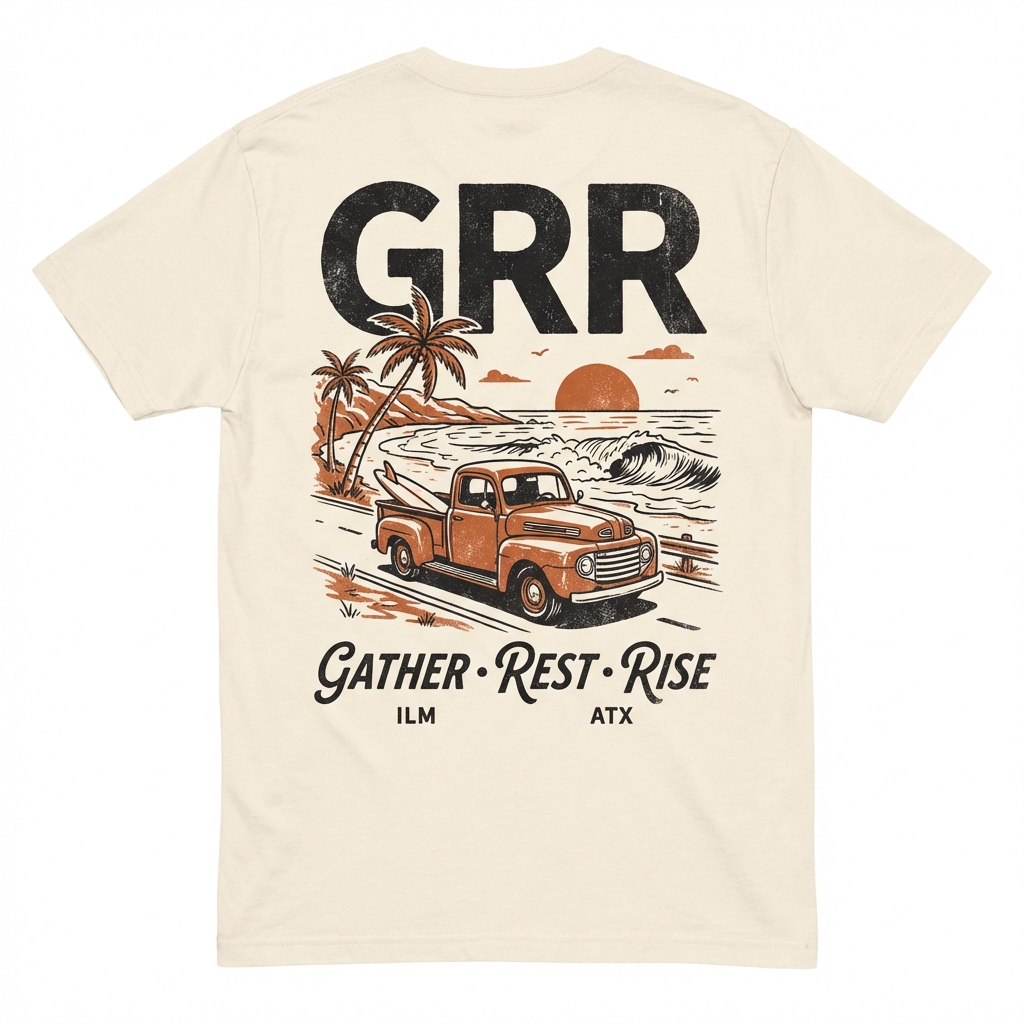 GRR
GATHER • REST • RISE
ILM ATX